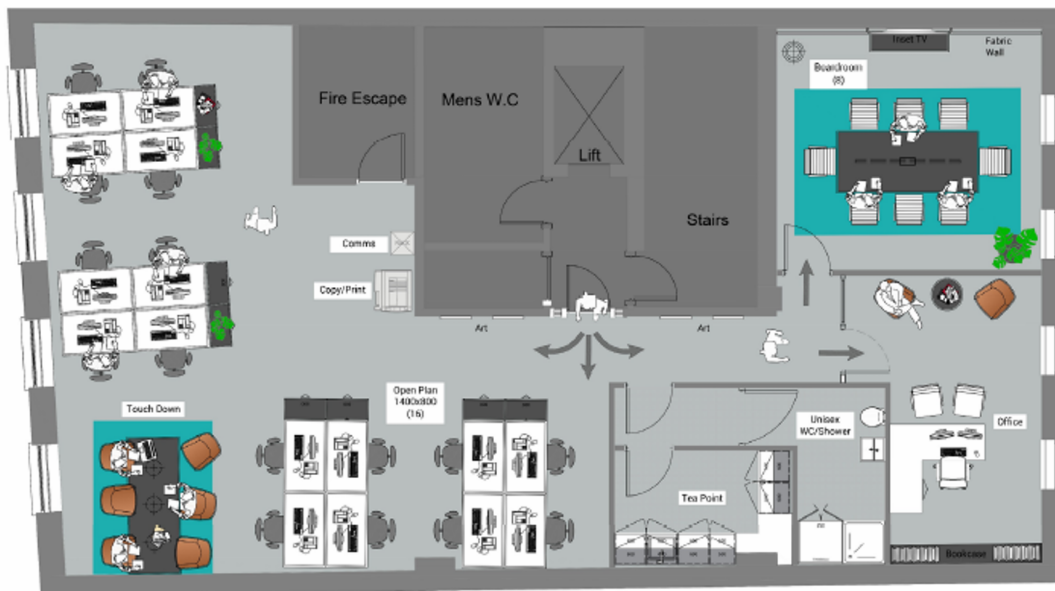 Inset TV
Fabric
Wall
Boardroom
(8)
Fire Escape
Mens W.C
Lift
Stairs
Comms
Copy/Print
Art
Art
Touch Down
Open Plan
1400x800
(16)
Unisex
WC/Shower
Office
Tea Point
Bookcase